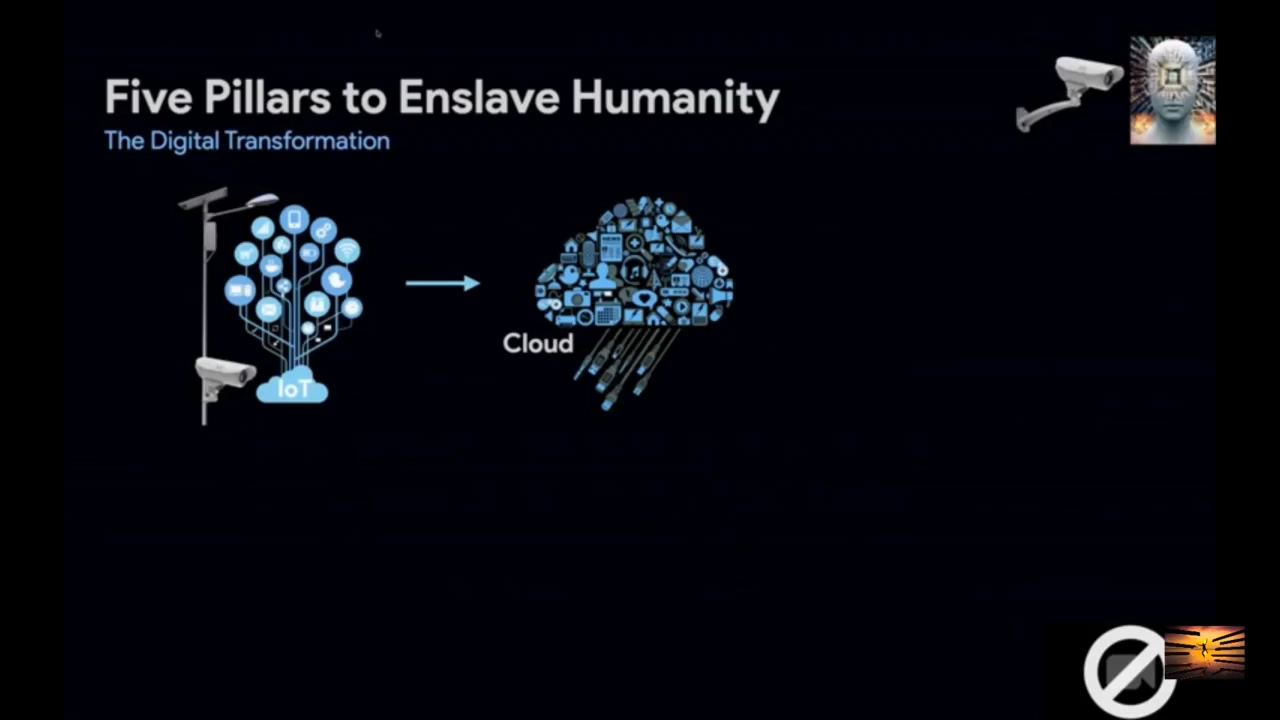 Five Pillars to Enslave Humanity
The Digital Transformation
Cloud
IoT